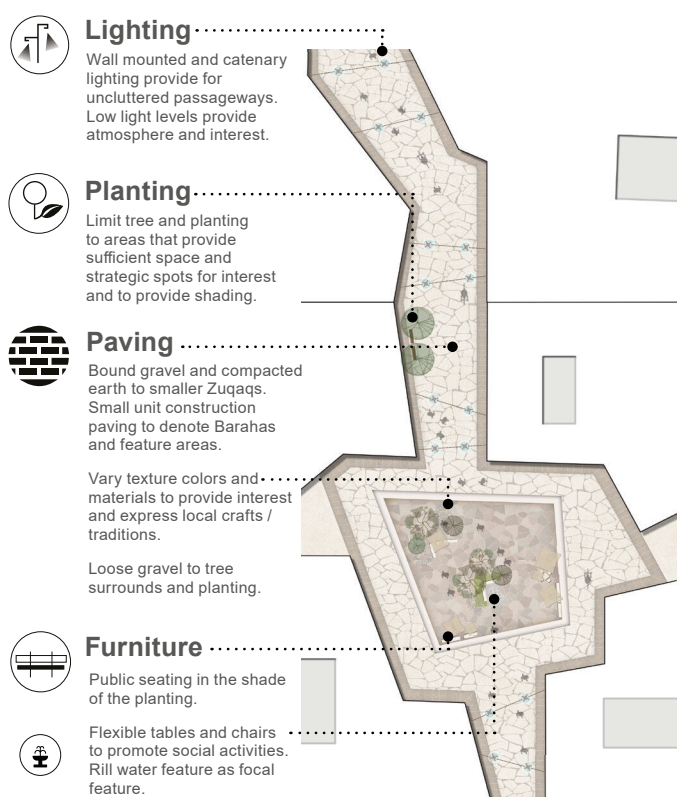 Lighting
Wall mounted and catenary
lighting provide for
uncluttered passageways.
Low light levels provide
atmosphere and interest.
Planting
Limit tree and planting
to areas that provide
sufficient space and
strategic spots for interest
and to provide shading.
Paving
Bound gravel and compacted
earth to smaller Zuqaqs.
Small unit construction
paving to denote Barahas
and feature areas.
Vary texture colors and
materials to provide interest
and express local crafts /
traditions.
Loose gravel to tree
surrounds and planting.
Furniture
Public seating in the shade
of the planting.
Flexible tables and chairs
to promote social activities.
Rill water feature as focal
feature.